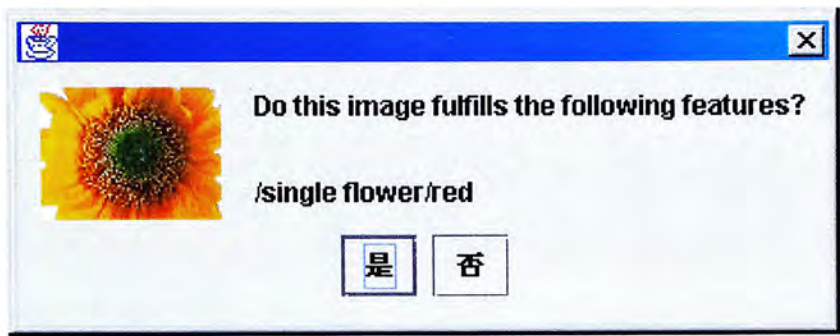 Do this image fulfills the following features?
/single flower/red
是 否